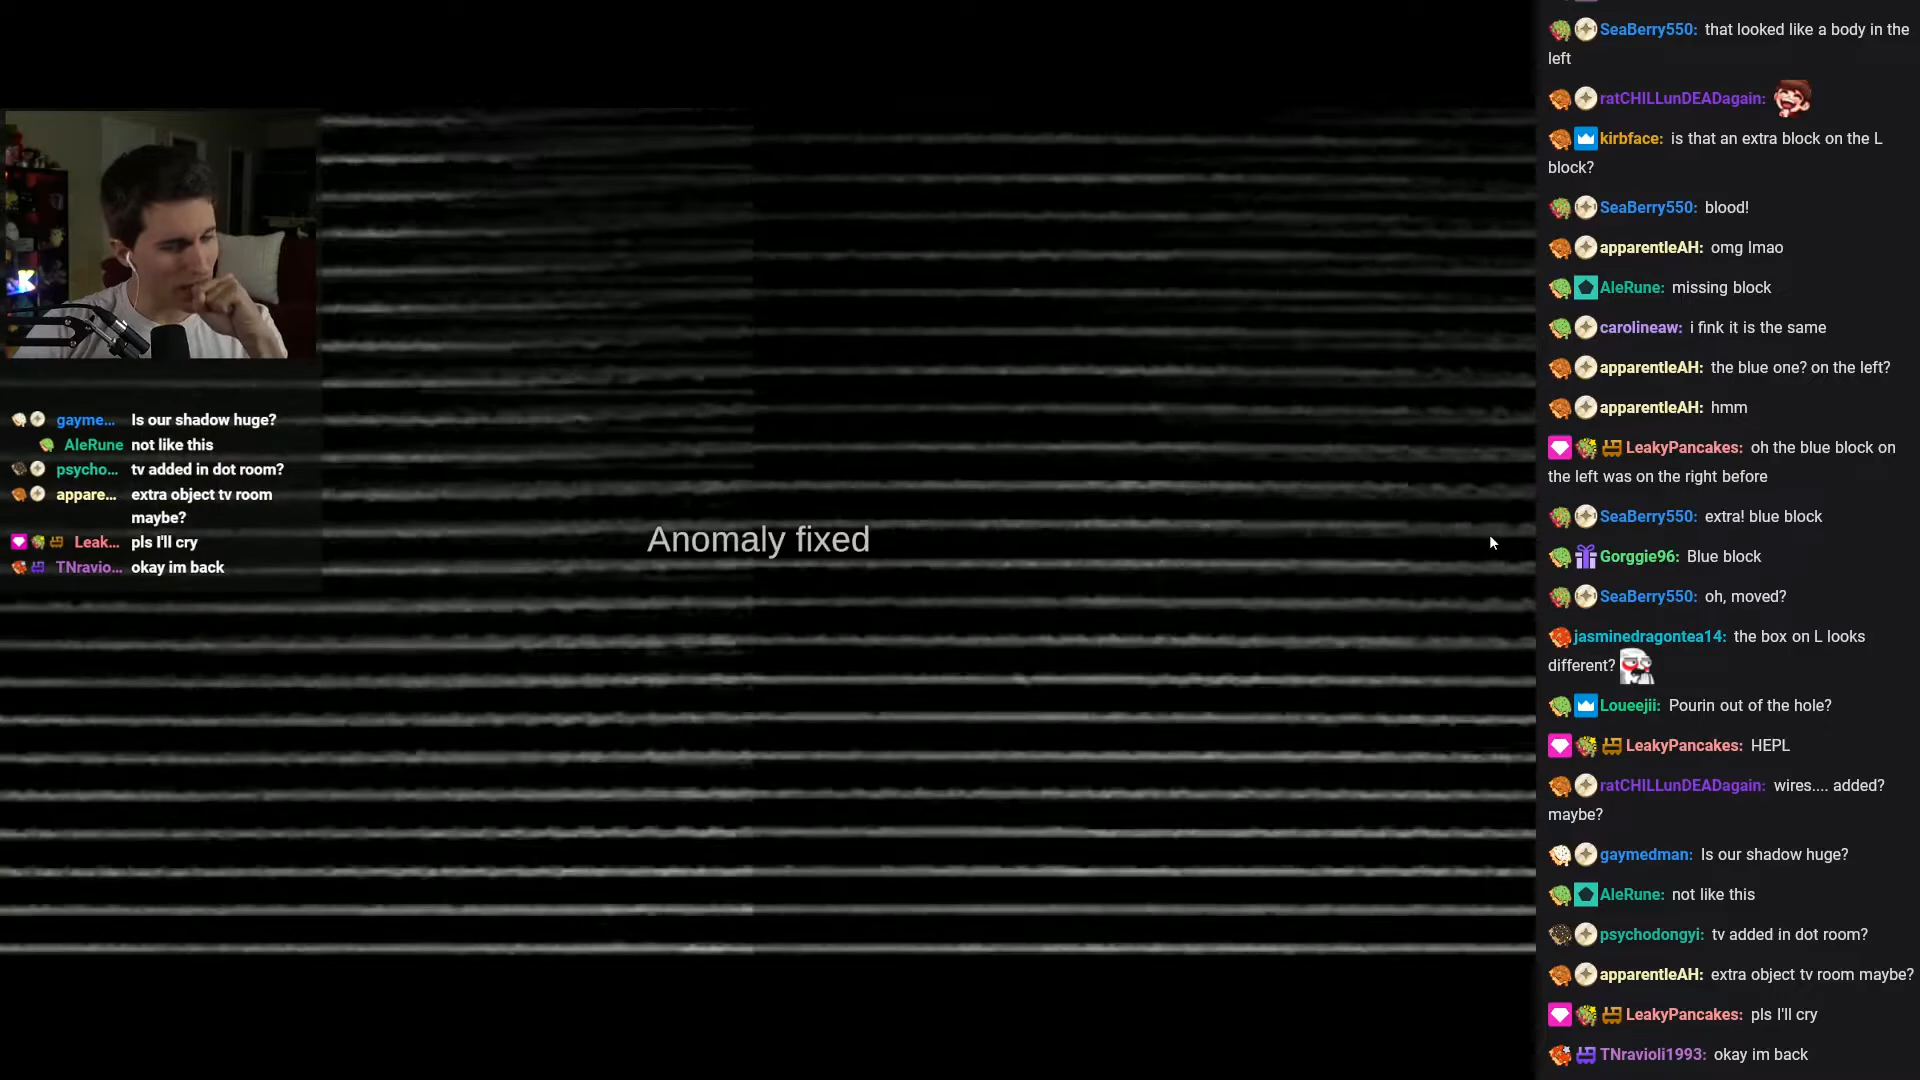 gayme... Is our shadow huge?
AleRune not like this
psycho... tv added in dot room?
appare... extra object tv room
maybe?
Leak... pls I'll cry
TNravio... okay im back
Anomaly fixed
SeaBerry550: that looked like a body in the
left
ratCHILLunDEADagain:
kirbface: is that an extra block on the L
block?
SeaBerry550: blood!
apparentleAH: omg lmao
AleRune: missing block
carolineaw: i fink it is the same
apparentleAH: the blue one? on the left?
apparentleAH: hmm
LeakyPancakes: oh the blue block on
the left was on the right before
SeaBerry550: extra! blue block
Gorggie96: Blue block
SeaBerry550: oh, moved?
jasminedragontea14: the box on L looks
different?
Loueejii: Pourin out of the hole?
LeakyPancakes: HEPL
ratCHILLunDEADagain: wires.... added?
maybe?
gaymedman: Is our shadow huge?
AleRune: not like this
psychodongyi: tv added in dot room?
apparentleAH: extra object tv room maybe?
LeakyPancakes: pls I'll cry
TNravioli1993: okay im back